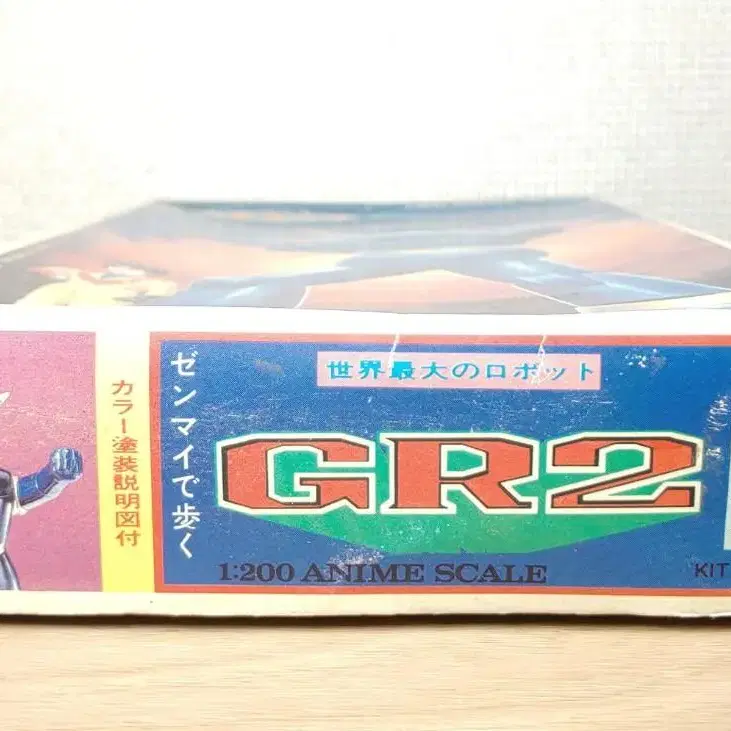 カラー塗装説明図付
ゼンマイで歩く
世界最大のロボット
GR2
1:200 ANIME SCALE
KIT